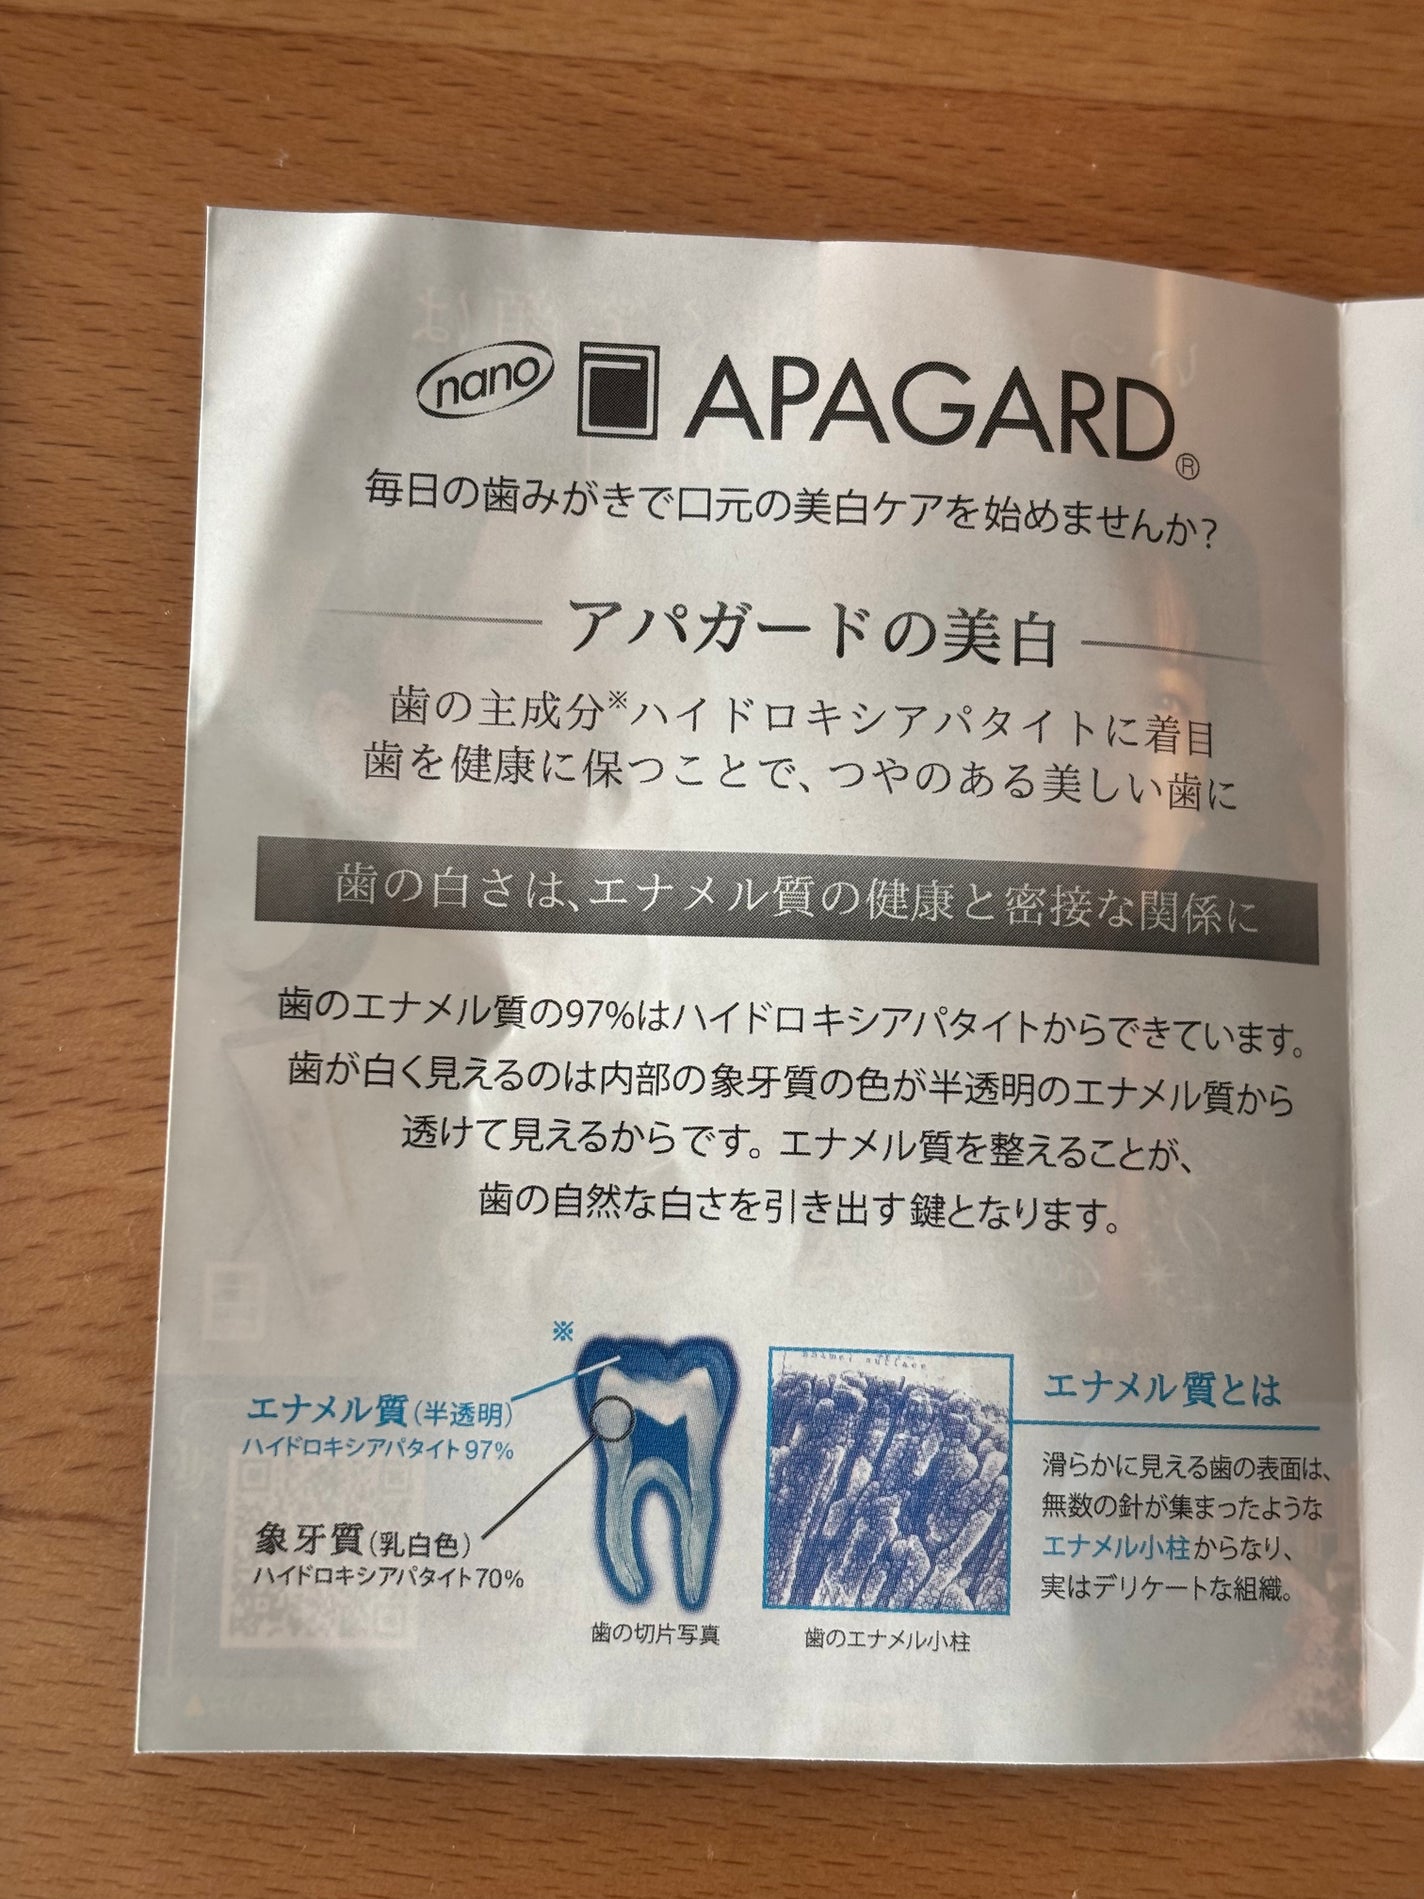 nano APAGARD®
毎日の歯みがきで口元の美白ケアを始めませんか?
アパガードの美白
歯の主成分※ハイドロキシアパタイトに着目
歯を健康に保つことで、つやのある美しい歯に
歯の白さは、エナメル質の健康と密接な関係に
歯のエナメル質の97%はハイドロキシアパタイトからできています。
歯が白く見えるのは内部の象牙質の色が半透明のエナメル質から
透けて見えるからです。エナメル質を整えることが、
歯の自然な白さを引き出す鍵となります。
※
エナメル質(半透明)
ハイドロキシアパタイト97%
象牙質(乳白色)
ハイドロキシアパタイト70%
歯の切片写真
enamel surface
歯のエナメル小柱
エナメル質とは
滑らかに見える歯の表面は、
無数の針が集まったような
エナメル小柱からなり、
実はデリケートな組織。